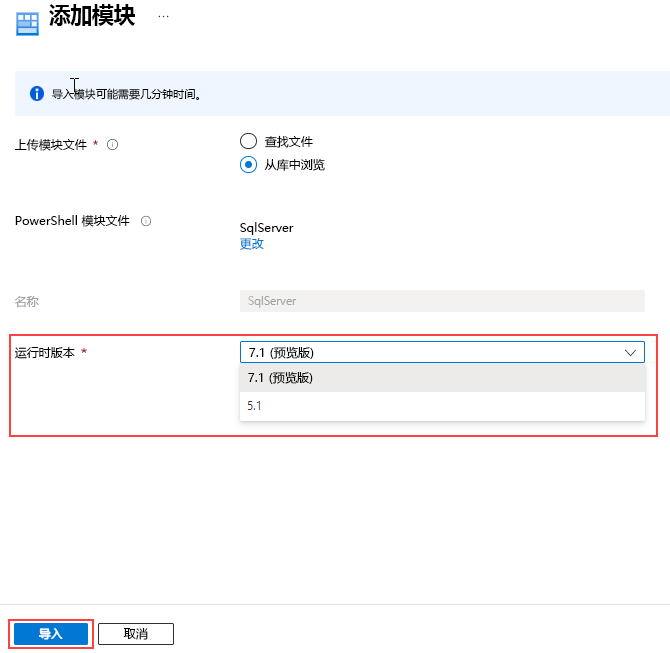 添加模块 ...
导入模块可能需要几分钟时间。
上传模块文件 *
查找文件
从库中浏览
PowerShell 模块文件
SqlServer
更改
名称
SqlServer
运行时版本 *
7.1 (预览版)
7.1 (预览版)
5.1
导入
取消